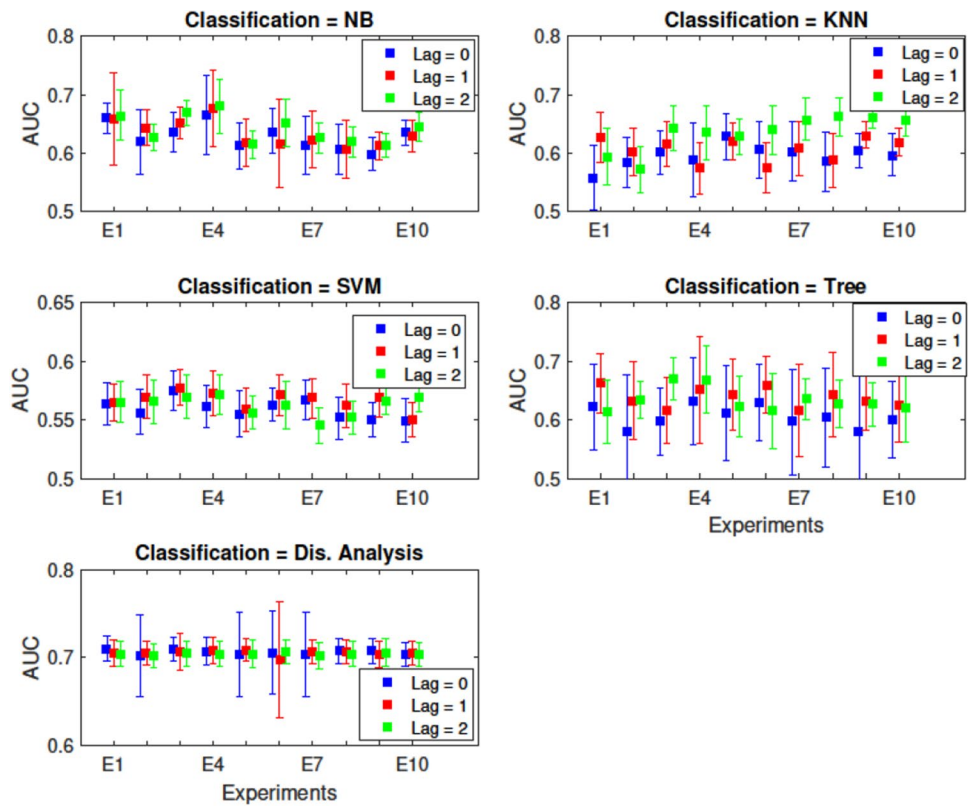 Classification = NB
0.8
0.7
0.6
0.5
AUC
Lag = 0
Lag = 1
Lag = 2
E1 E4 E7 E10
Classification = KNN
0.8
0.7
0.6
0.5
AUC
Lag = 0
Lag = 1
Lag = 2
E1 E4 E7 E10
Classification = SVM
0.65
0.6
0.55
0.5
AUC
Lag = 0
Lag = 1
Lag = 2
E1 E4 E7 E10
Classification = Tree
0.8
0.7
0.6
0.5
AUC
Lag = 0
Lag = 1
Lag = 2
E1 E4 E7 E10
Experiments
Classification = Dis. Analysis
0.8
0.7
0.6
AUC
Lag = 0
Lag = 1
Lag = 2
E1 E4 E7 E10
Experiments